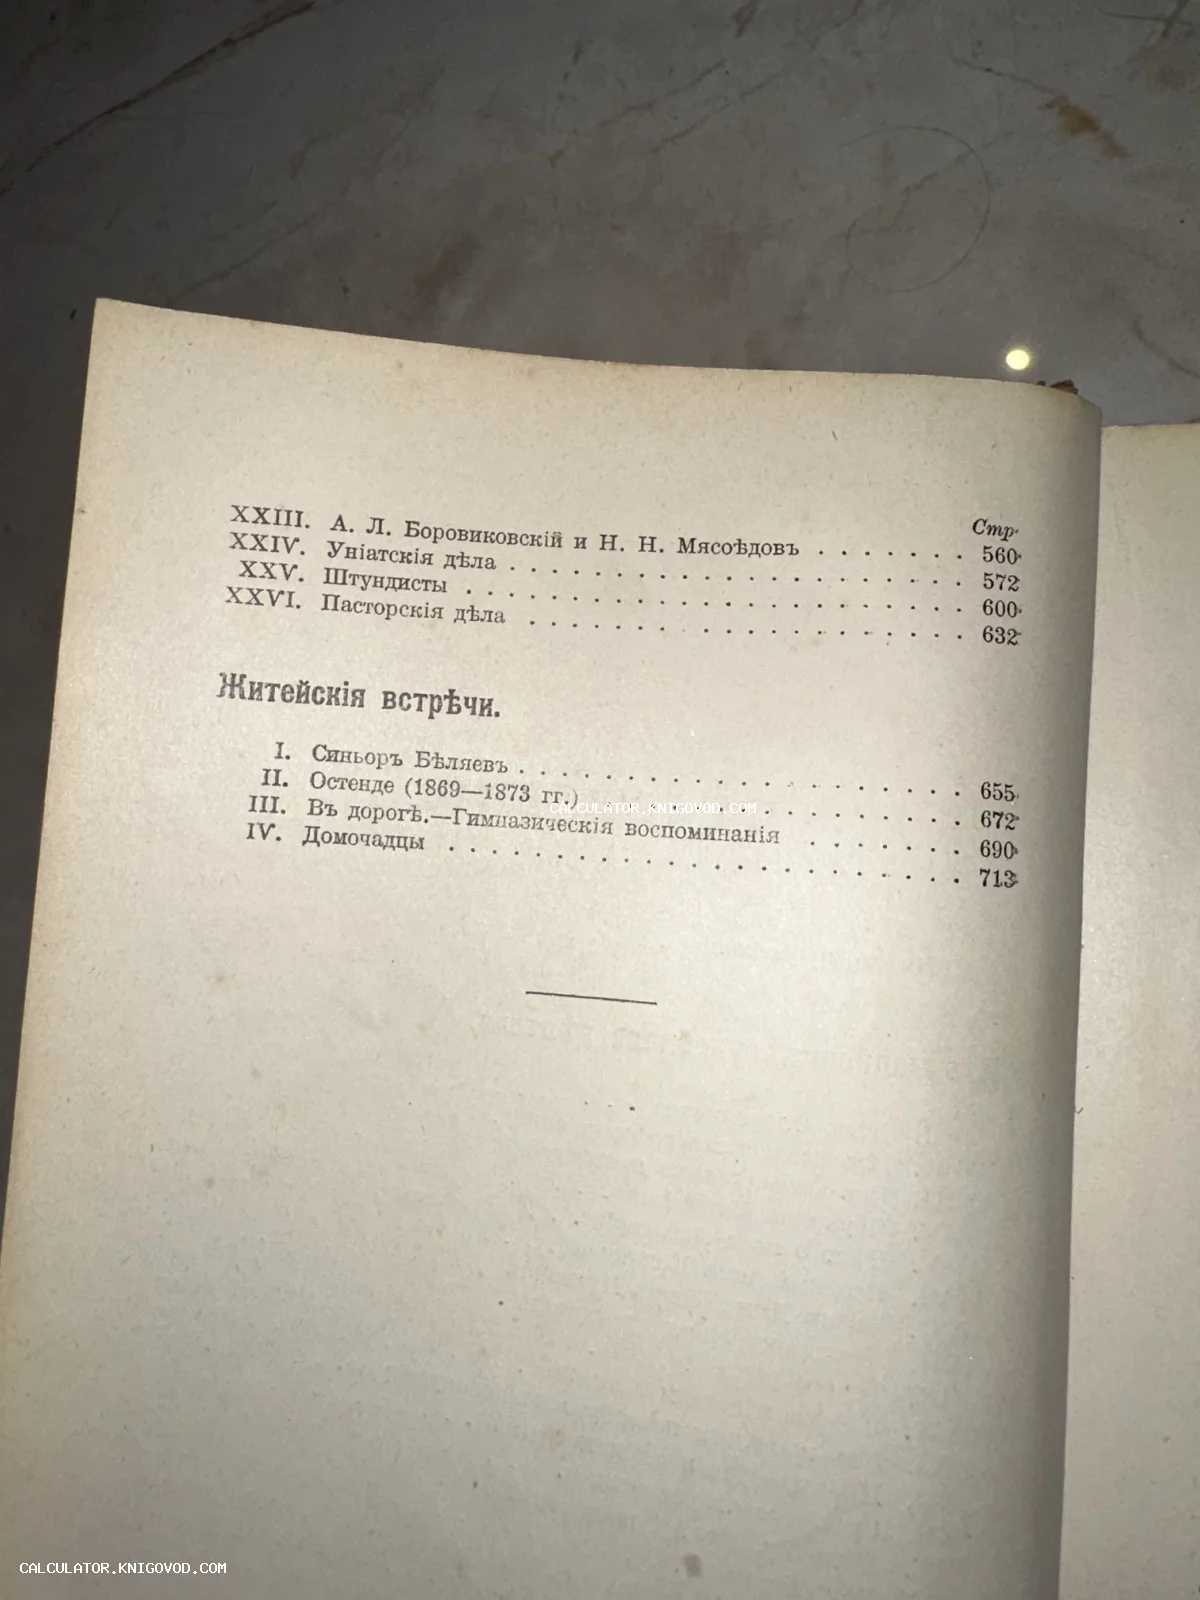 Стр.
XXIII. А. Л. Боровиковскій и Н. Н. Мясоѣдовъ . . . . . . . 560
XXIV. Уніатскія дѣла . . . . . . . . . . . . . . . . . . . . 572
XXV. Штундисты . . . . . . . . . . . . . . . . . . . . . . 600
XXVI. Пасторскія дѣла . . . . . . . . . . . . . . . . . . . 632
Житейскія встрѣчи.
I. Синьоръ Бѣляевъ . . . . . . . . . . . . . . . . . . . . 655
II. Остенде (1869—1873 гг.) . . . . . . . . . . . . . . . . 672
CALCULATOR.KNIGOVOD.COM
III. Въ дорогѣ.—Гимназическія воспоминанія . . . . . . . 690
IV. Домочадцы . . . . . . . . . . . . . . . . . . . . . . . 713
CALCULATOR.KNIGOVOD.COM